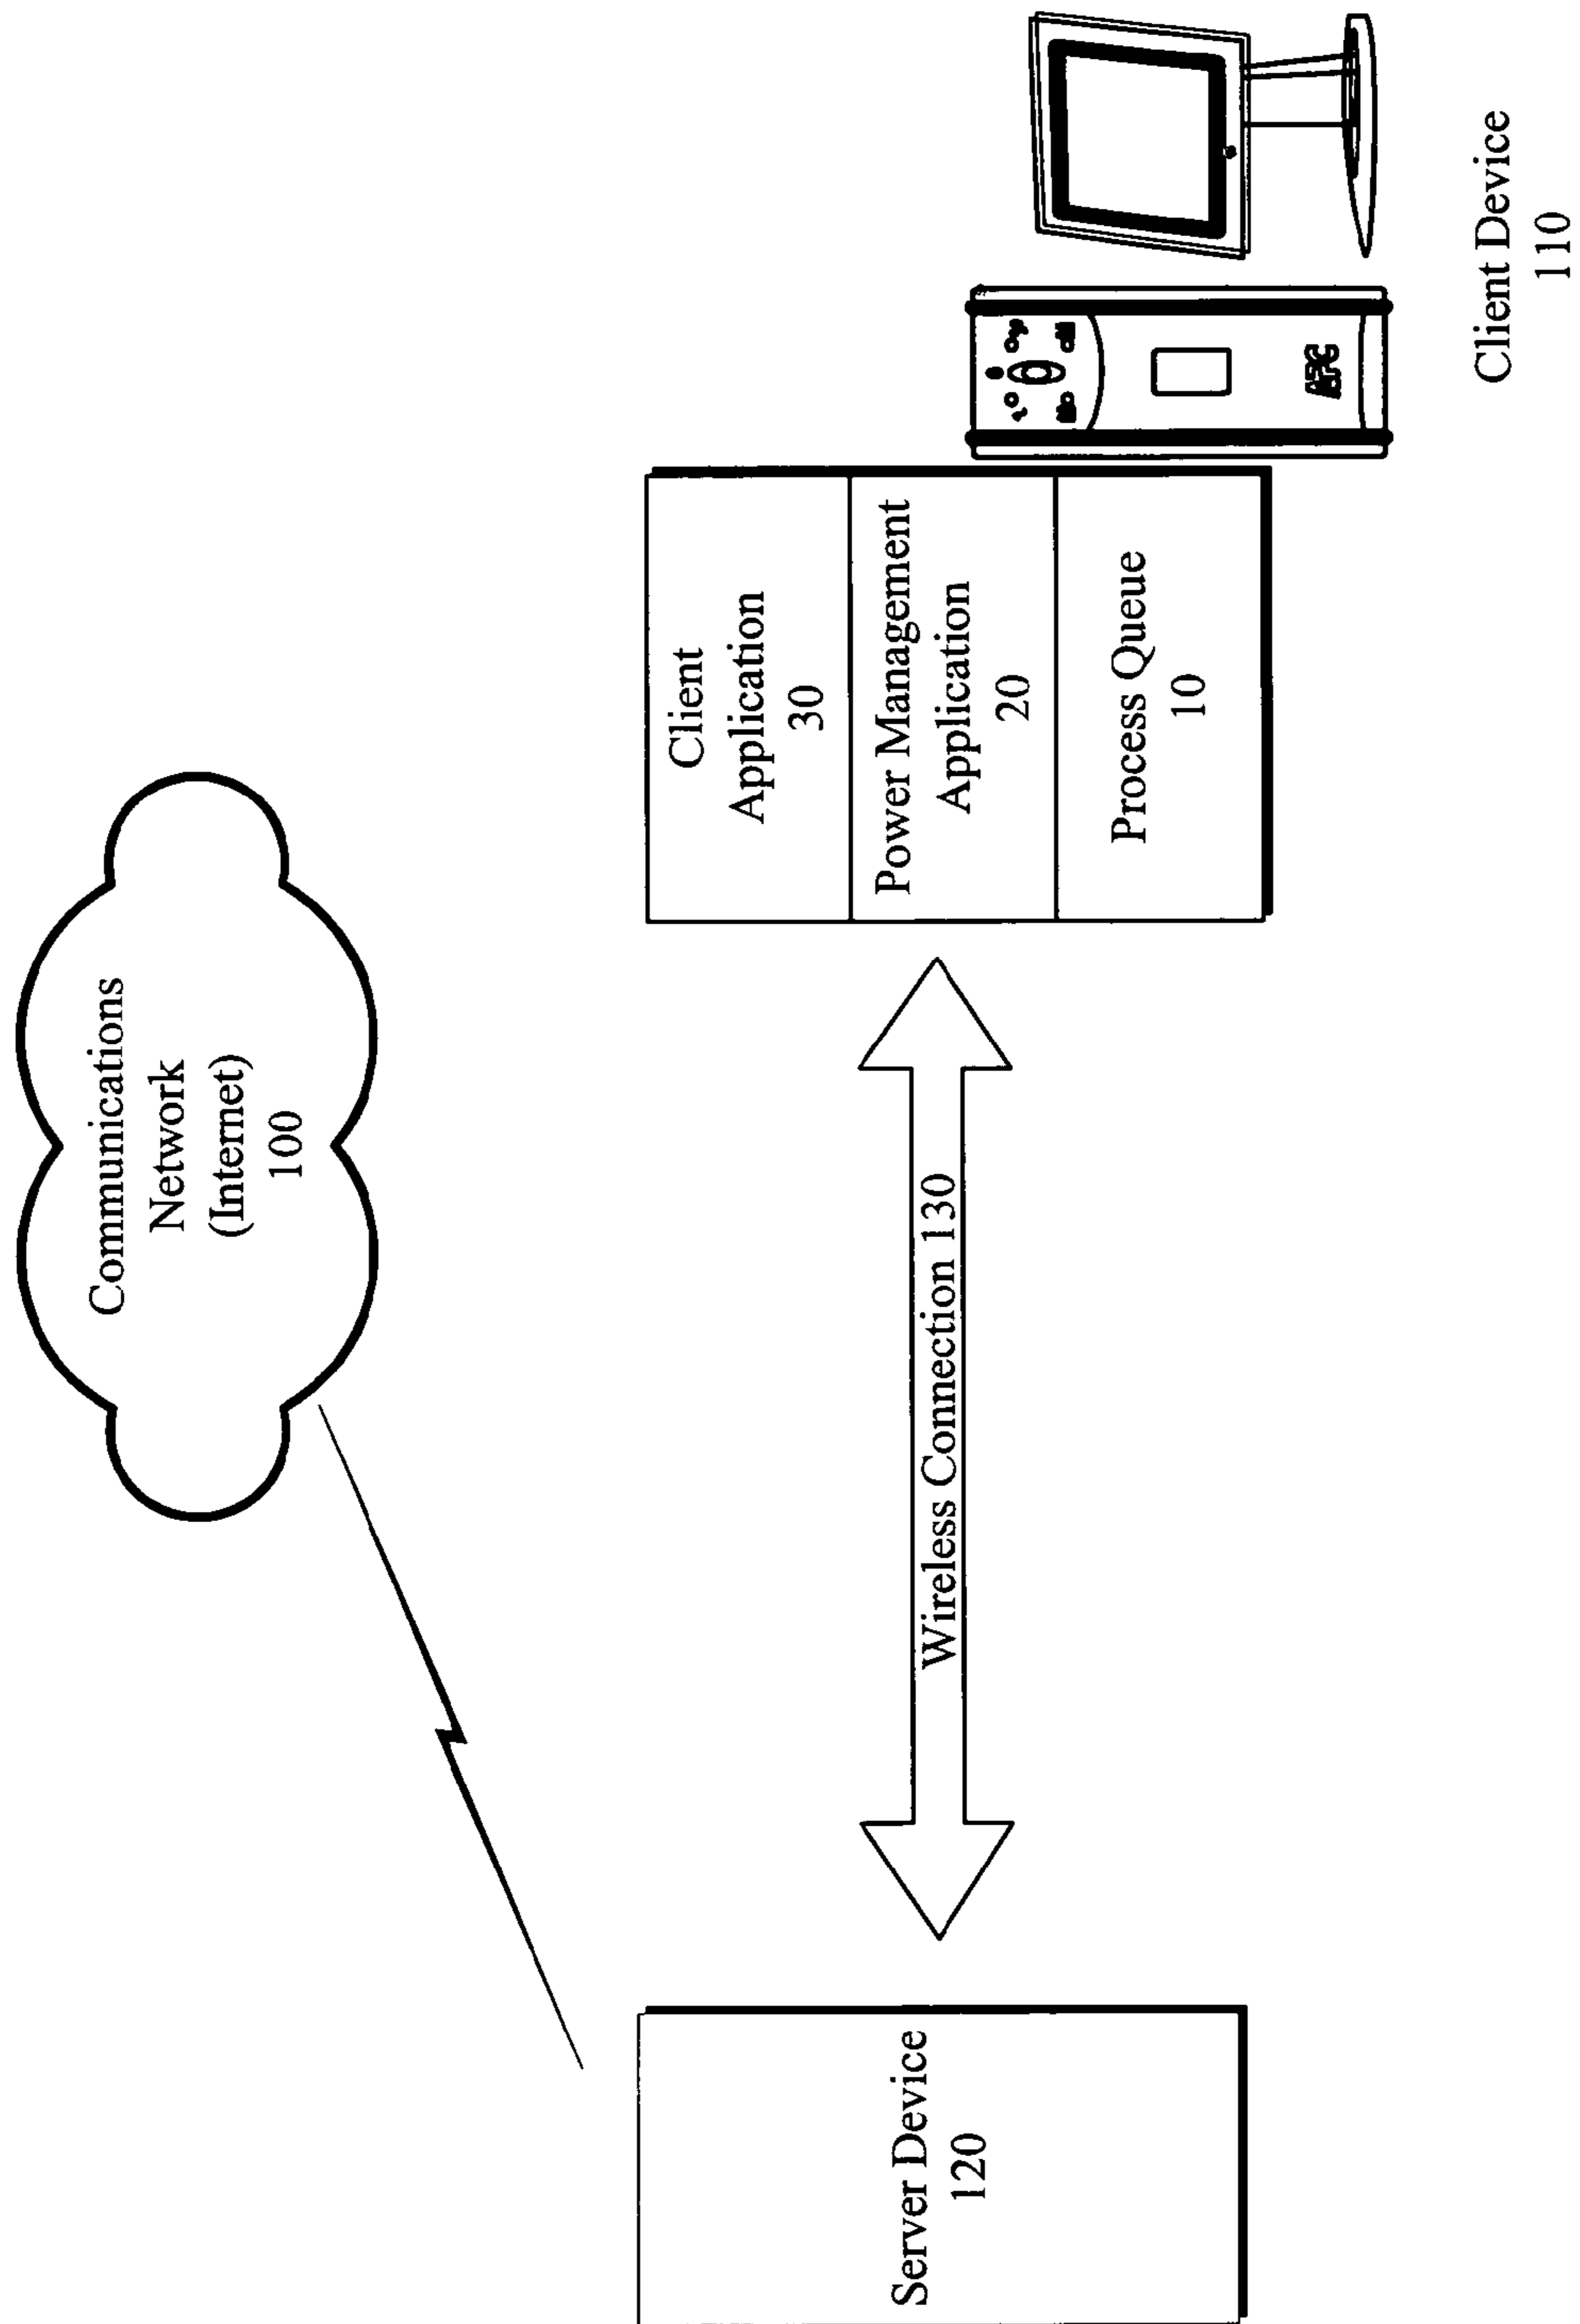 Communications
Network
(Internet)
100
Server Device
120
Wireless Connection 130
Client
Application
30
Power Management
Application
20
Process Queue
10
Client Device
110